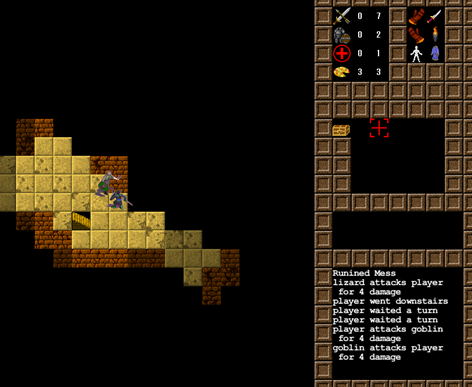 0 7
0 2
0 1
3 3
Runined Mess
lizard attacks player
for 4 damage
player went downstairs
player waited a turn
player waited a turn
player attacks goblin
for 4 damage
goblin attacks player
for 4 damage